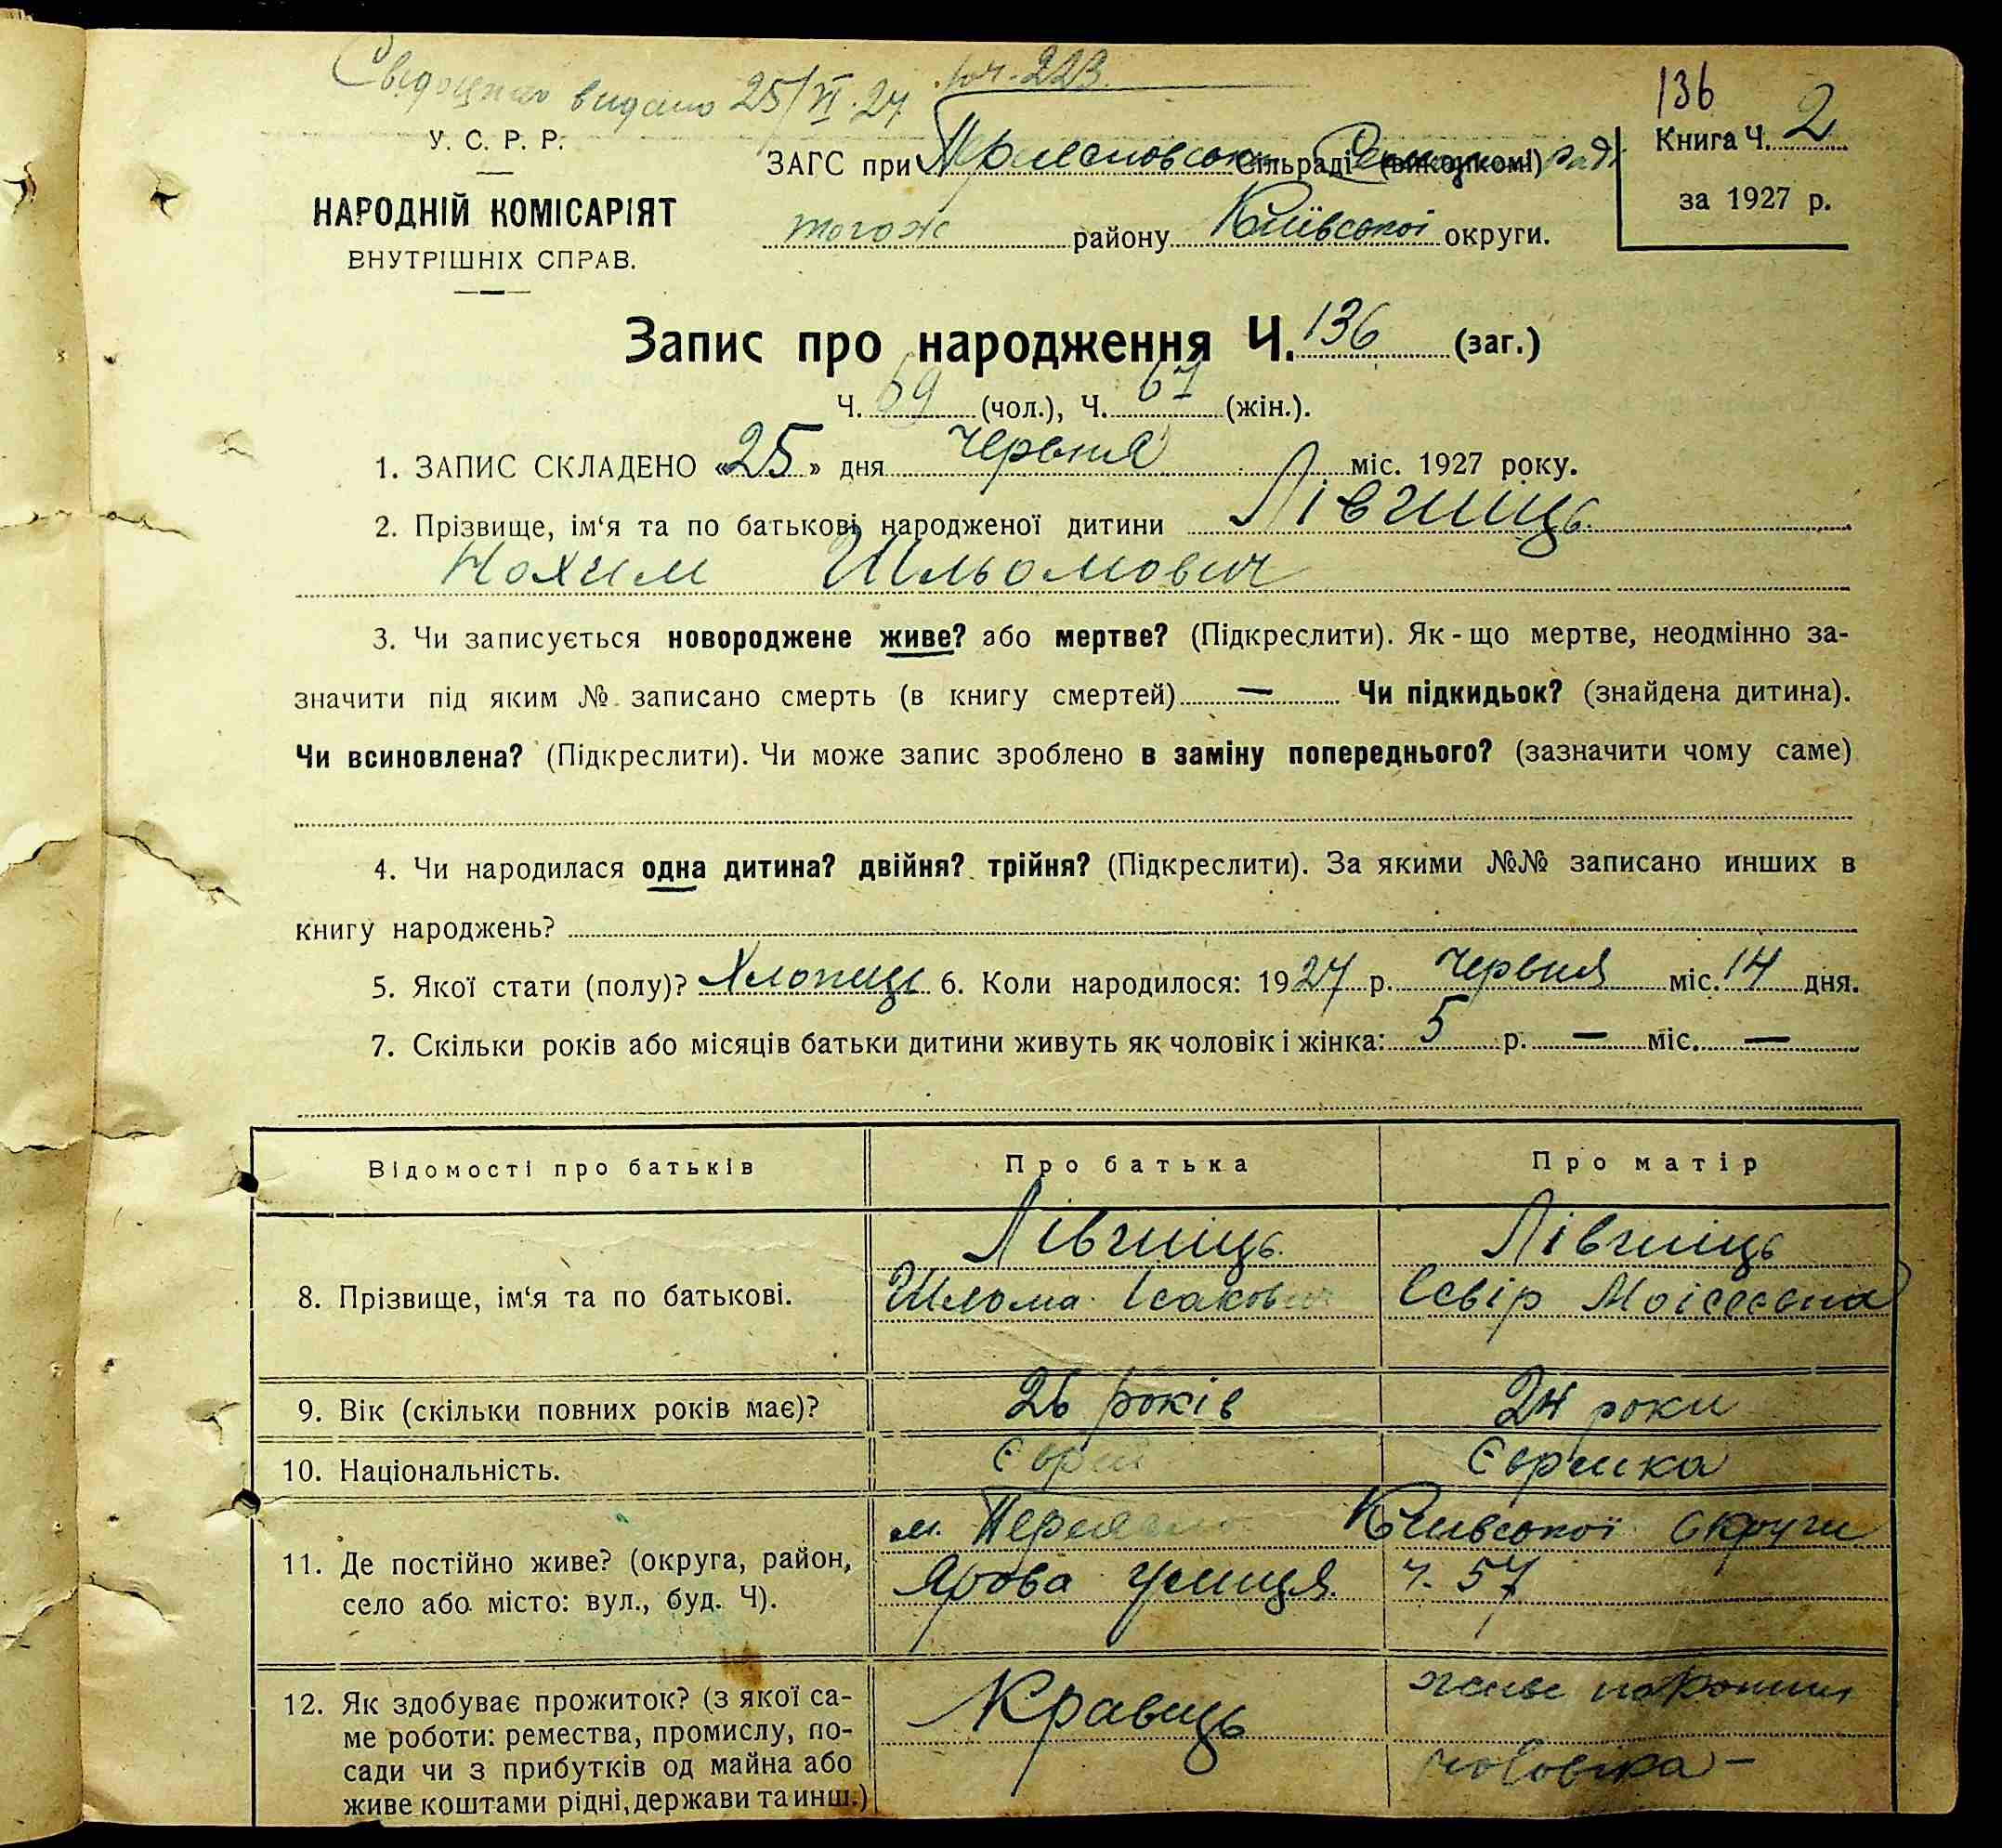 видано 25/VI.27 ч. 223.
136
У. С. Р. Р.
НАРОДНІЙ КОМІСАРІЯТ
ВНУТРІШНІХ СПРАВ.
ЗАГС при Сільраді (виконкомі) раді
тогож району Київської округи.
Книга Ч. 2
за 1927 р.
Запис про народження Ч. 136 (заг.)
Ч. 69 (чол.), Ч. 67 (жін.).
1. ЗАПИС СКЛАДЕНО «25» дня червня міс. 1927 року.
2. Прізвище, ім‘я та по батькові народженої дитини Лівшиць
Нохим Шльомович
3. Чи записується новороджене живе? або мертве? (Підкреслити). Як - що мертве, неодмінно за-
значити під яким № записано смерть (в книгу смертей) — Чи підкидьок? (знайдена дитина).
Чи всиновлена? (Підкреслити). Чи може запис зроблено в заміну попереднього? (зазначити чому саме)
4. Чи народилася одна дитина? двійня? трійня? (Підкреслити). За якими №№ записано инших в
книгу народжень?
5. Якої стати (полу)? Хлопець 6. Коли народилося: 1927 р. червня міс. 14 дня.
7. Скільки років або місяців батьки дитини живуть як чоловік і жінка: 5 р. — міс. —
Відомості про батьків Про батька Про матір
8. Прізвище, ім‘я та по батькові.
Лівшиць
Шлома Ісакович
Лівшиць
Моісеєвна
9. Вік (скільки повних років має)? 26 років 24 роки
10. Національність. Єврей Єврейка
11. Де постійно живе? (округа, район,
село або місто: вул., буд. Ч).
м. Київської округи
Ярова улиця ч. 57
12. Як здобуває прожиток? (з якої са-
ме роботи: ремества, промислу, по-
сади чи з прибутків од майна або
живе коштами рідні, держави та инш.)
Кравець
живе на кошти
чоловіка —